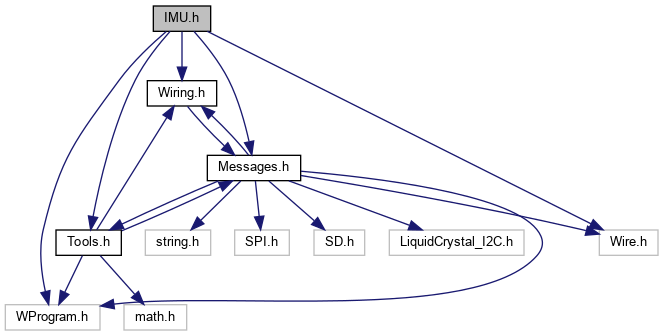 IMU.h
Wiring.h
Messages.h
Tools.h
string.h
SPI.h
SD.h
LiquidCrystal_I2C.h
Wire.h
WProgram.h
math.h